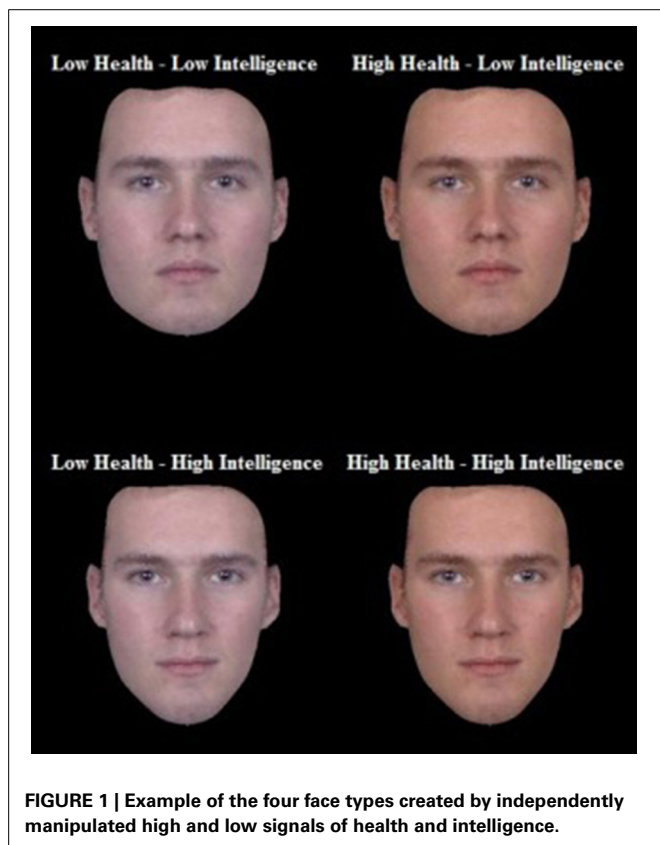 Low Health - Low Intelligence
High Health - Low Intelligence
Low Health - High Intelligence
High Health - High Intelligence
FIGURE 1 | Example of the four face types created by independently
manipulated high and low signals of health and intelligence.